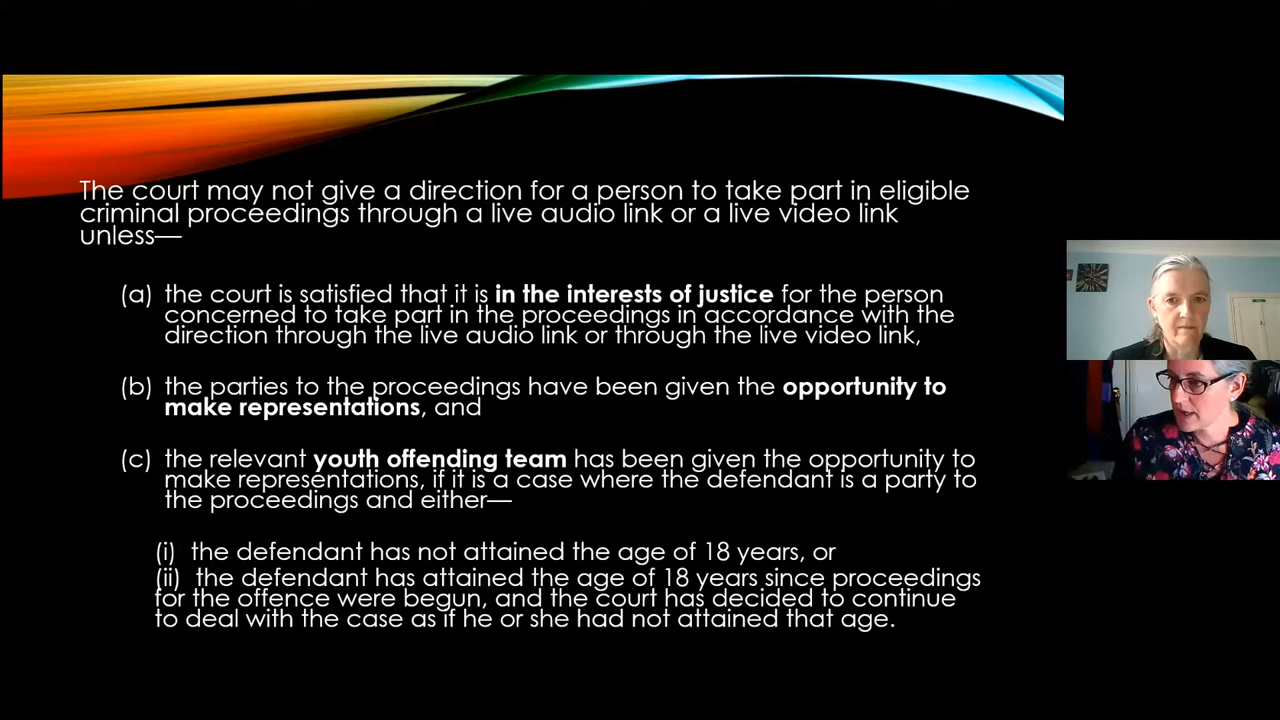 The court may not give a direction for a person to take part in eligible
criminal proceedings through a live audio link or a live video link
unless—
(a) the court is satisfied that it is in the interests of justice for the person
concerned to take part in the proceedings in accordance with the
direction through the live audio link or through the live video link,
(b) the parties to the proceedings have been given the opportunity to
make representations, and
(c) the relevant youth offending team has been given the opportunity to
make representations, if it is a case where the defendant is a party to
the proceedings and either—
(i) the defendant has not attained the age of 18 years, or
(ii) the defendant has attained the age of 18 years since proceedings
for the offence were begun, and the court has decided to continue
to deal with the case as if he or she had not attained that age.